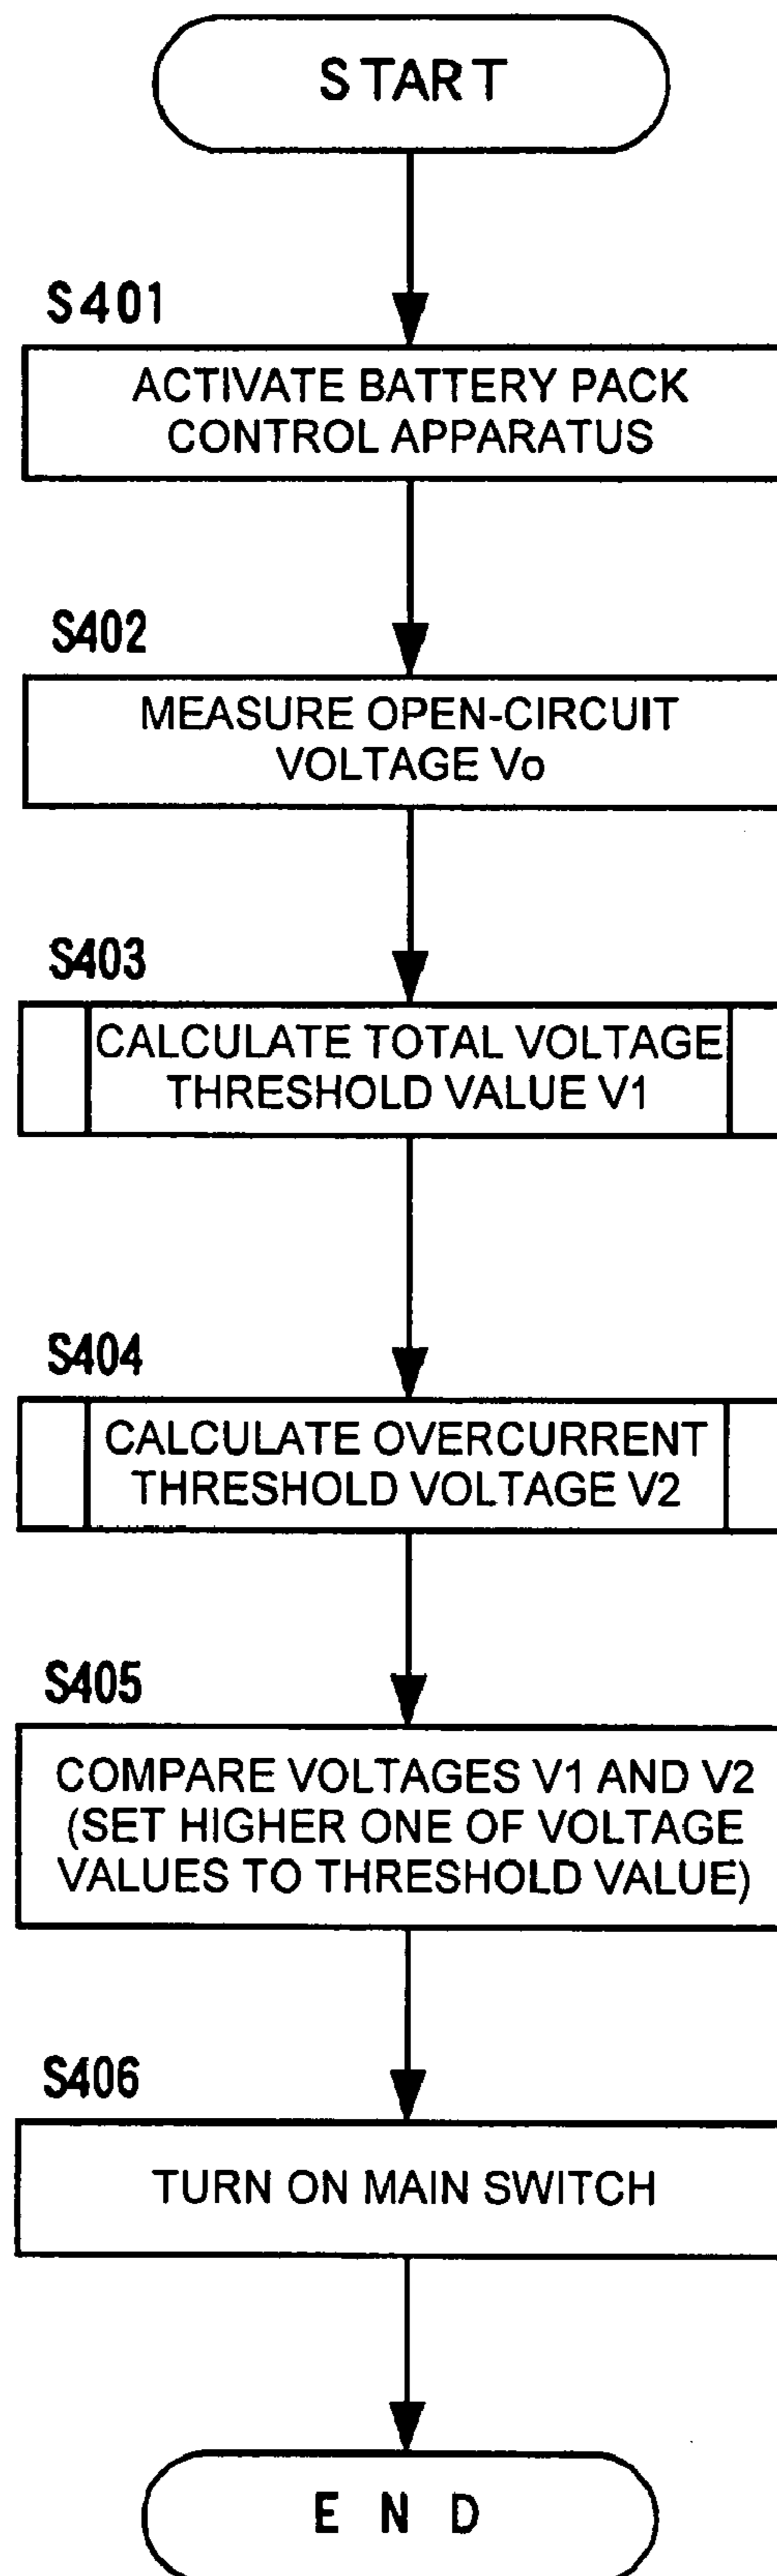 START
S401
ACTIVATE BATTERY PACK
CONTROL APPARATUS
S402
MEASURE OPEN-CIRCUIT
VOLTAGE Vo
S403
CALCULATE TOTAL VOLTAGE
THRESHOLD VALUE V1
S404
CALCULATE OVERCURRENT
THRESHOLD VOLTAGE V2
S405
COMPARE VOLTAGES V1 AND V2
(SET HIGHER ONE OF VOLTAGE
VALUES TO THRESHOLD VALUE)
S406
TURN ON MAIN SWITCH
END